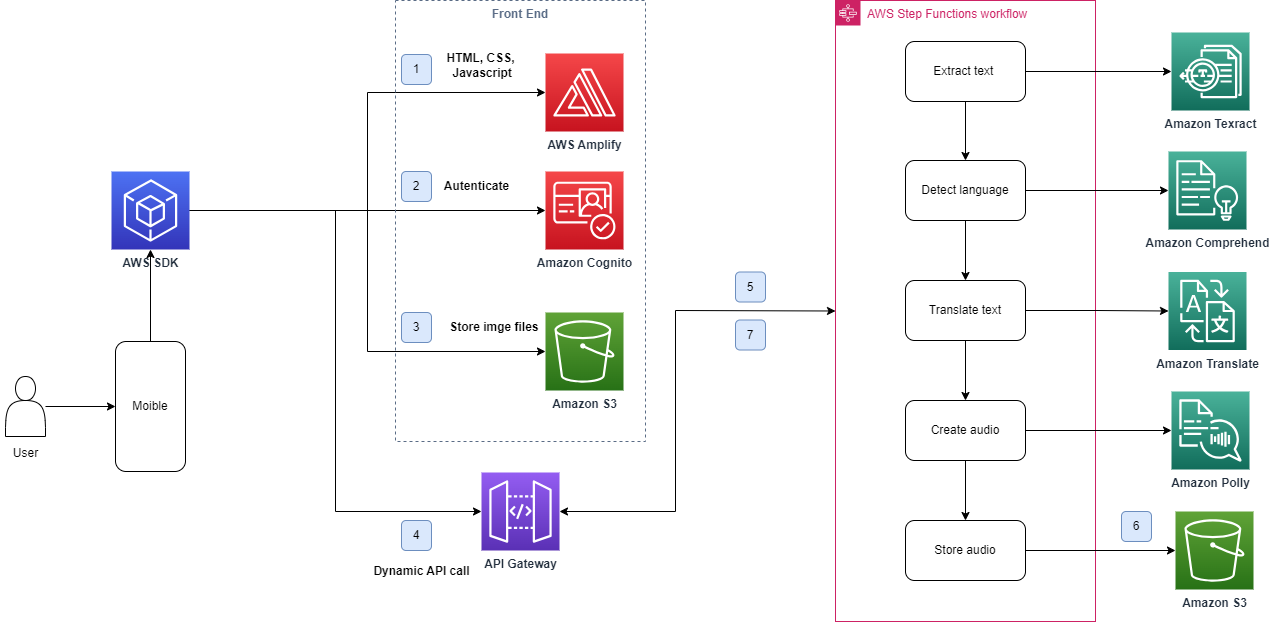 Front End
1
HTML, CSS,
Javascript
AWS Amplify
2
Autenticate
Amazon Cognito
3
Store imge files
Amazon S3
AWS SDK
Moible
User
4
Dynamic API call
</>
API Gateway
5
7
AWS Step Functions workflow
Extract text
T
Amazon Texract
Detect language
Amazon Comprehend
Translate text
A
文
Amazon Translate
Create audio
Amazon Polly
Store audio
6
Amazon S3